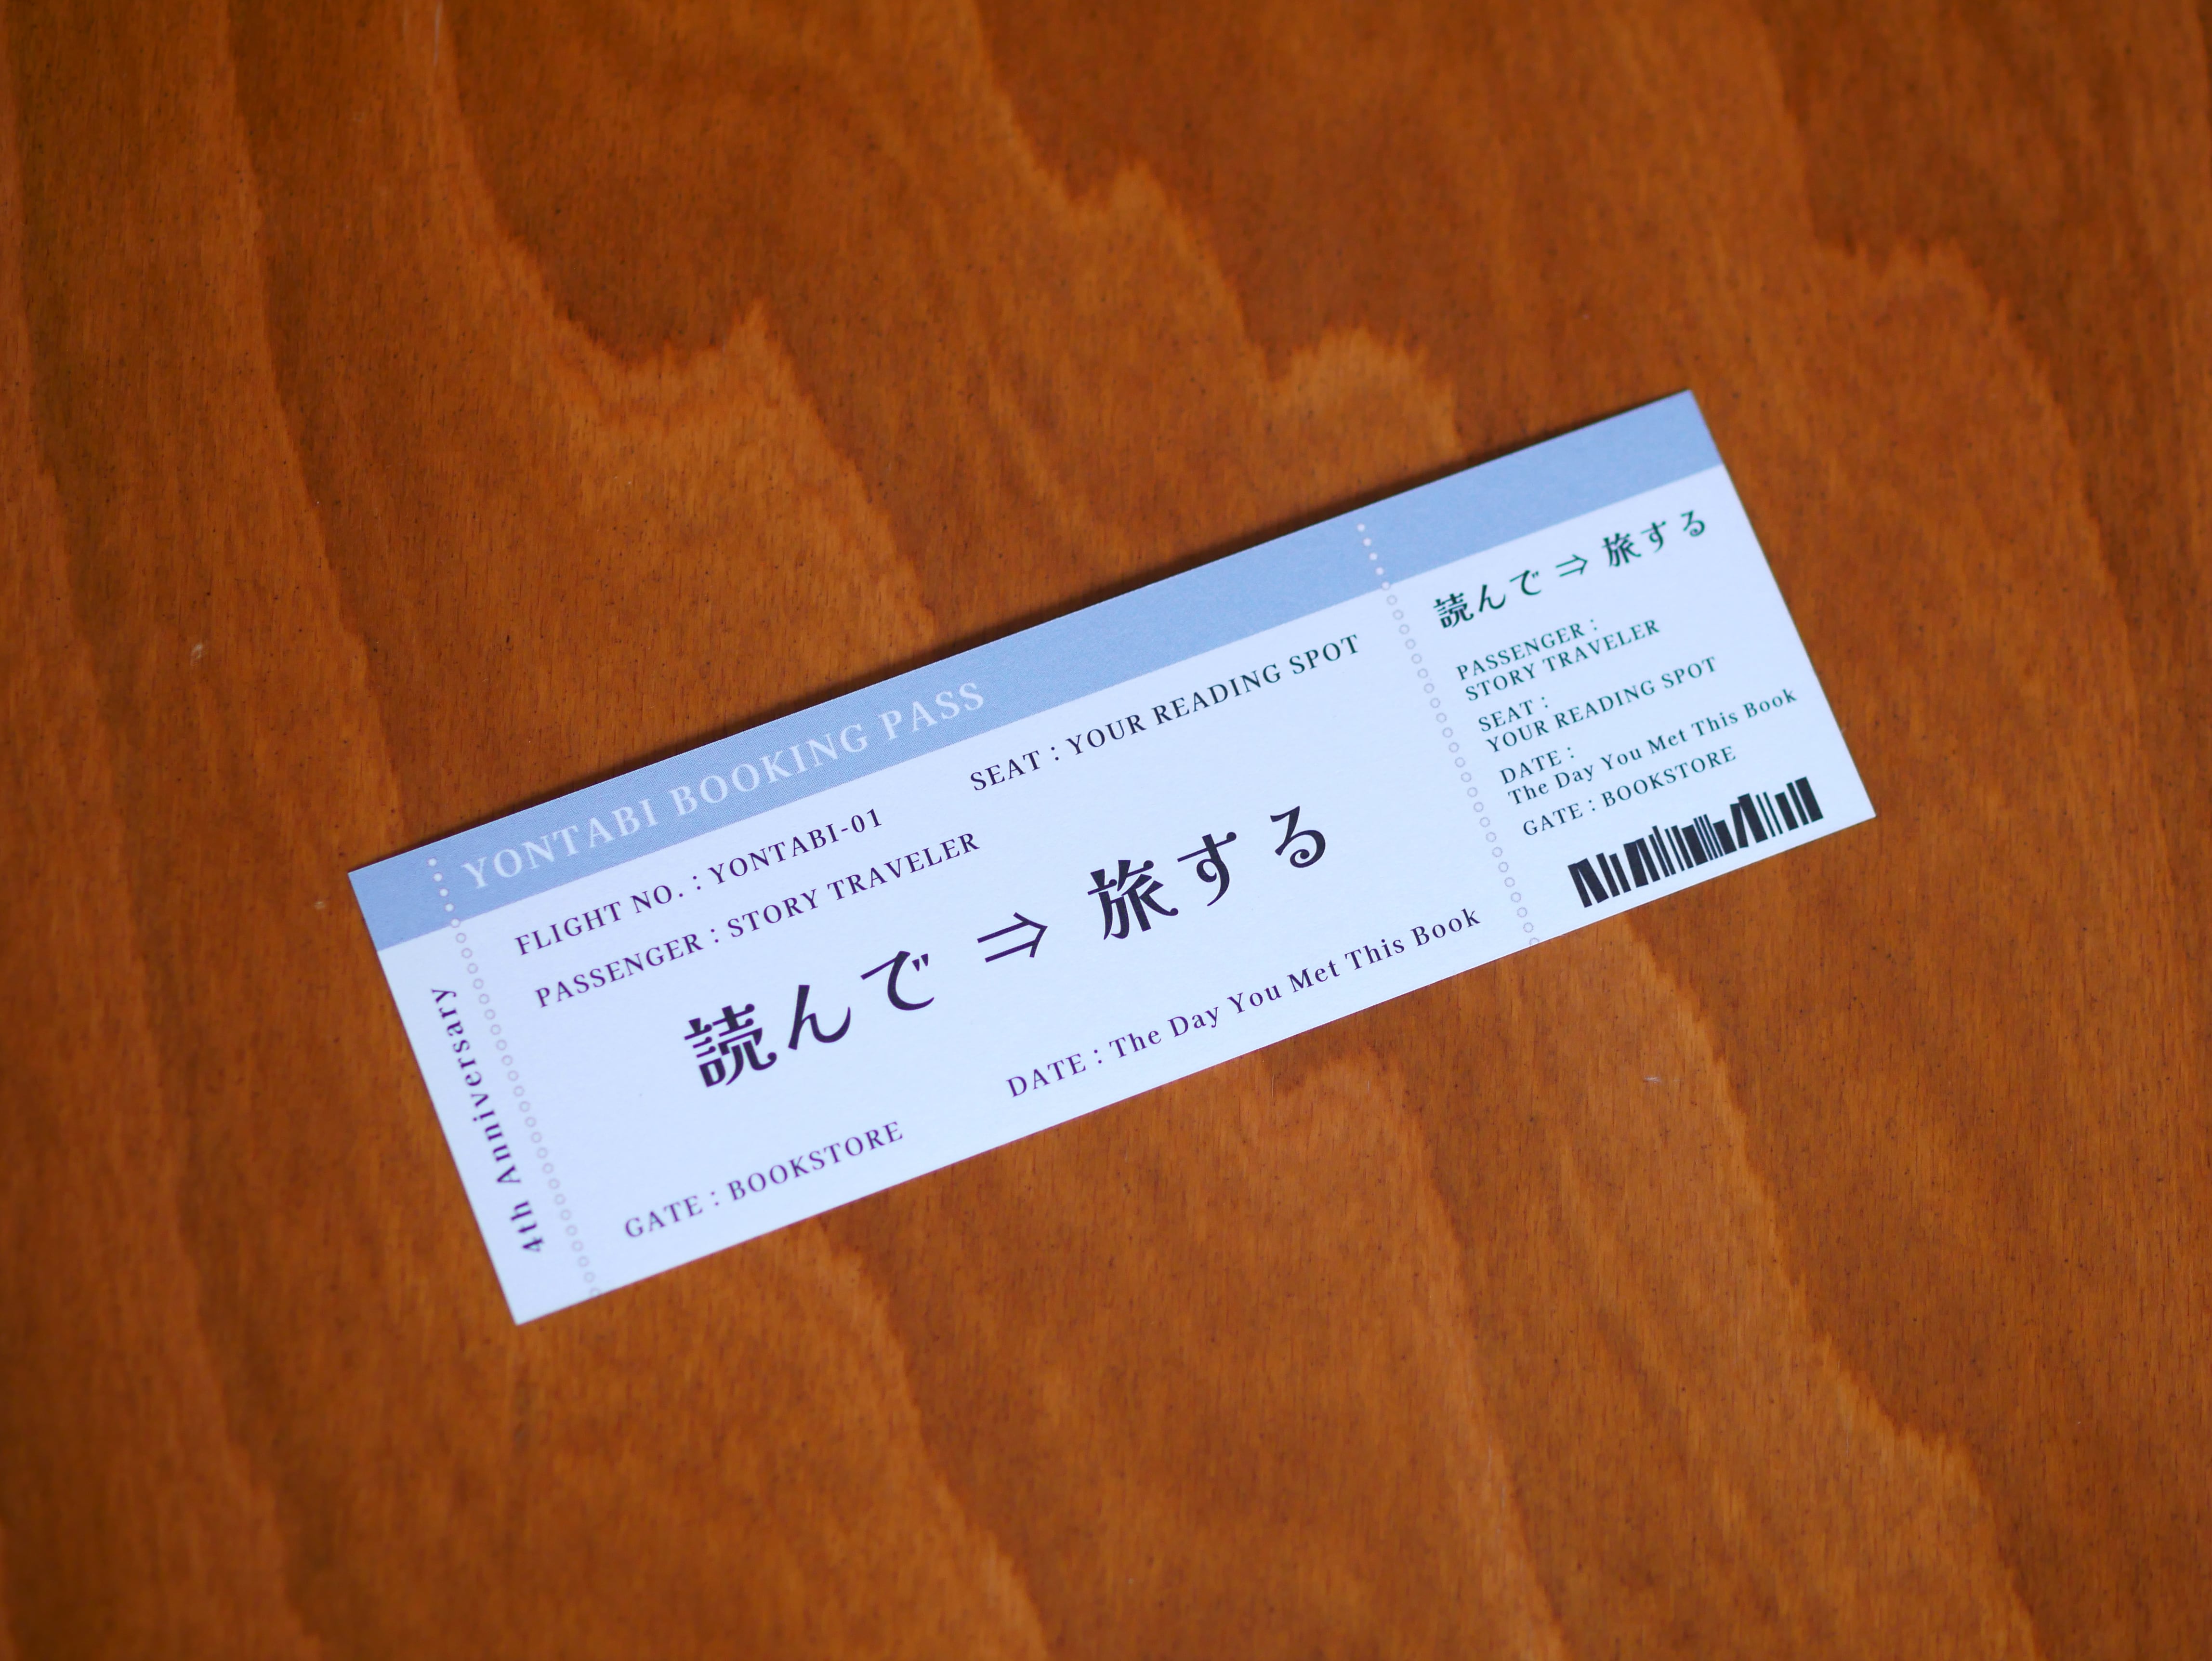 YONTABI BOOKING PASS
FLIGHT NO. : YONTABI-01
SEAT : YOUR READING SPOT
PASSENGER : STORY TRAVELER
読んで ⇒ 旅する
GATE : BOOKSTORE
DATE : The Day You Met This Book
4th Anniversary
読んで ⇒ 旅する
PASSENGER :
STORY TRAVELER
SEAT :
YOUR READING SPOT
DATE :
The Day You Met This Book
GATE : BOOKSTORE